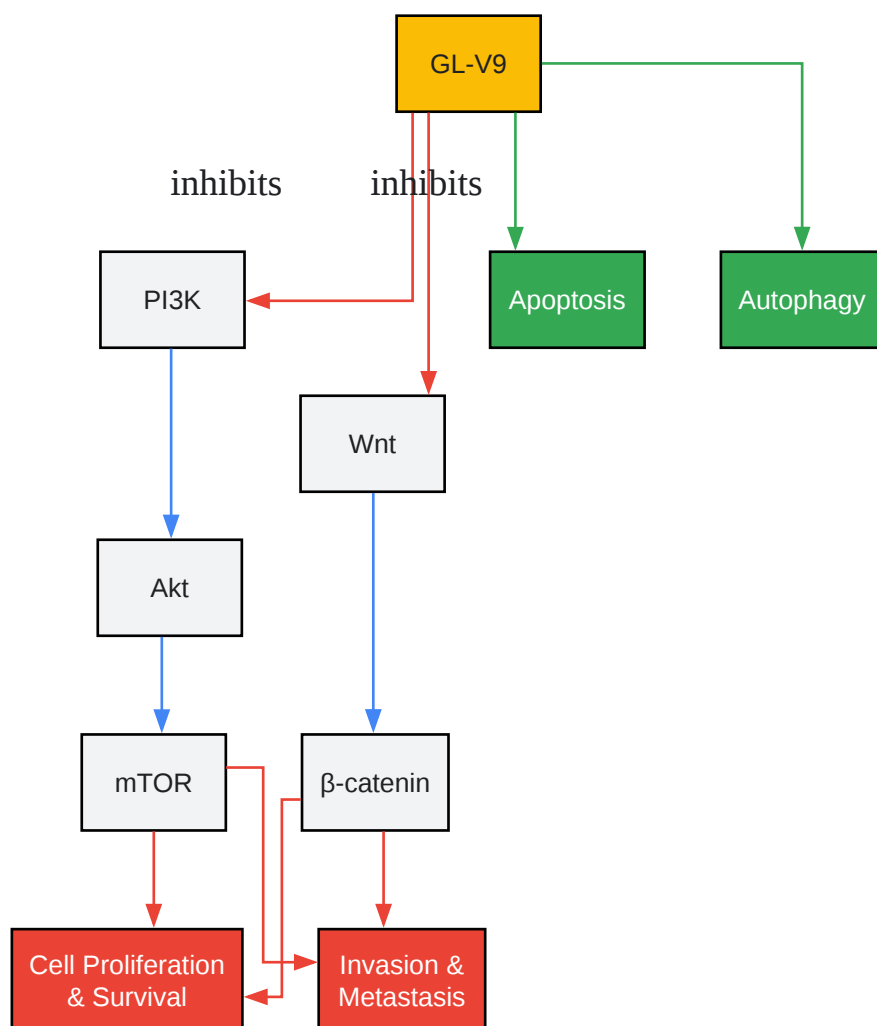 GL-V9
inhibits
inhibits
PI3K
Apoptosis
Autophagy
Wnt
Akt
mTOR
β-catenin
Cell Proliferation
& Survival
Invasion &
Metastasis